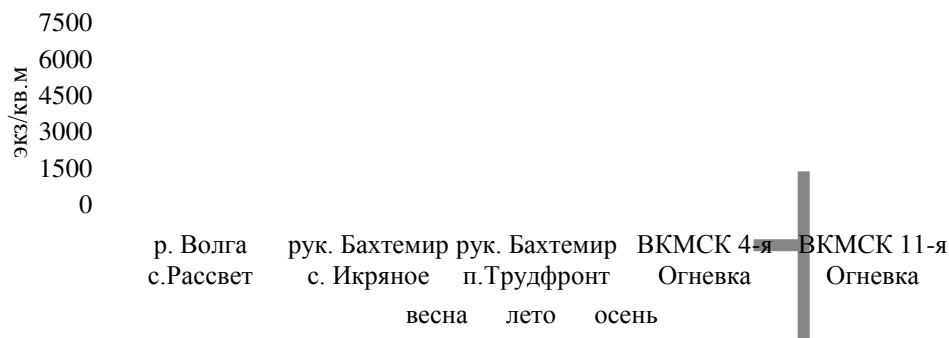 7500
6000
4500
3000
1500
0
экз/кв.м
р. Волга рук. Бахтемир рук. Бахтемир ВКМСК 4-я ВКМСК 11-я
с.Рассвет с. Икряное п.Трудфронт Огневка Огневка
весна лето осень